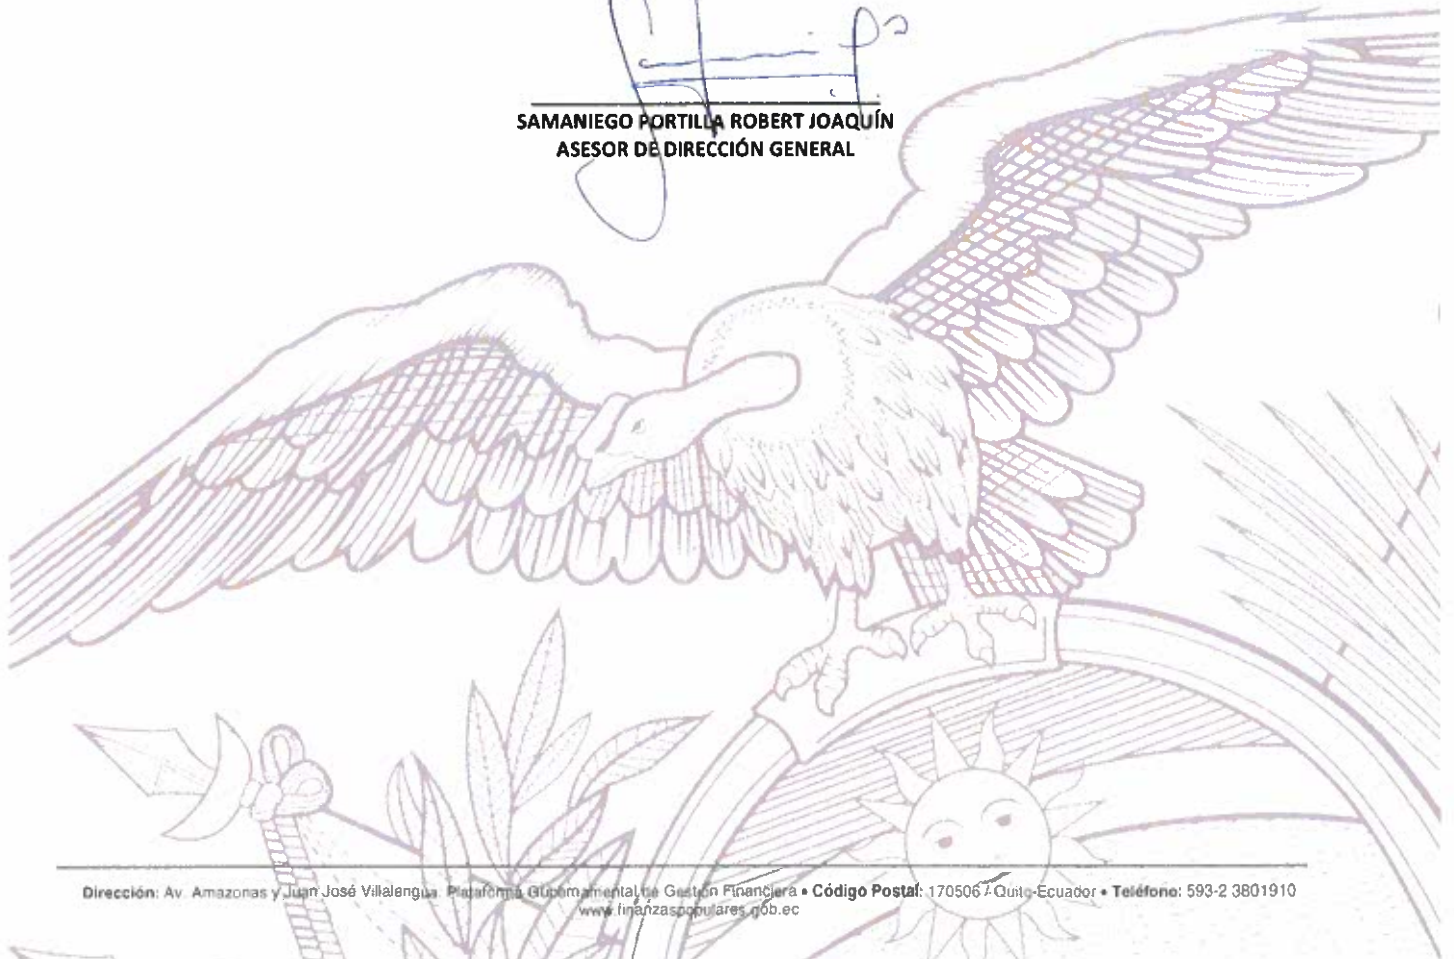 SAMANIEGO PORTILLA ROBERT JOAQUÍN
ASESOR DE DIRECCIÓN GENERAL
Dirección: Av. Amazonas y Juan José Villalengua. Plataforma Gubernamental de Gestión Financiera • Código Postal: 170506 / Quito-Ecuador • Teléfono: 593-2 3801910
www.finanzaspopulares.gob.ec